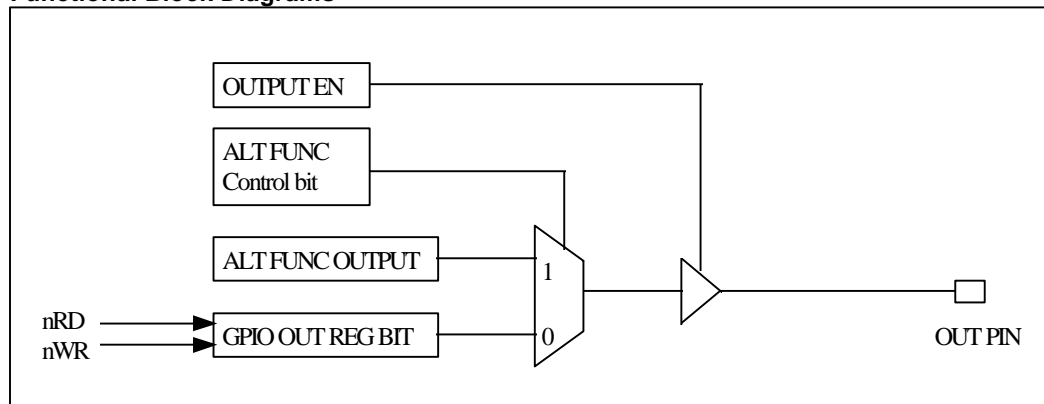 Functional Block Diagrams
OUTPUT EN
ALT FUNC
Control bit
ALT FUNC OUTPUT
1
nRD
nWR
GPIO OUT REG BIT
0
OUT PIN